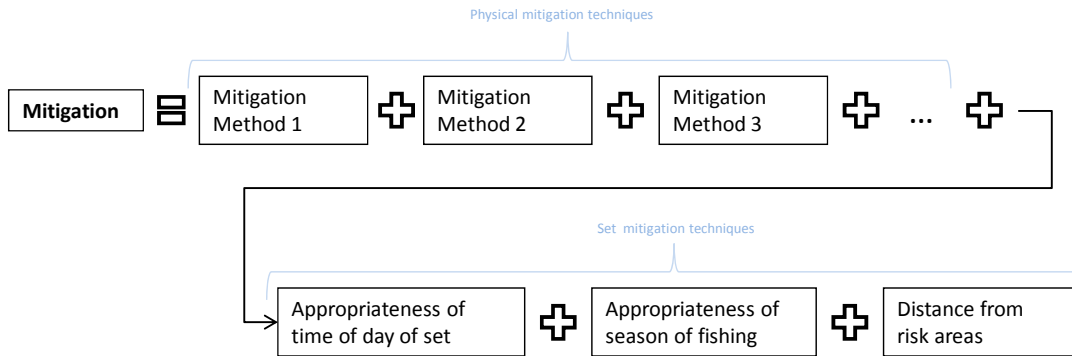 Physical mitigation techniques
Mitigation
Mitigation
Method 1
Mitigation
Method 2
Mitigation
Method 3
...
Set mitigation techniques
Appropriateness of
time of day of set
Appropriateness of
season of fishing
Distance from
risk areas